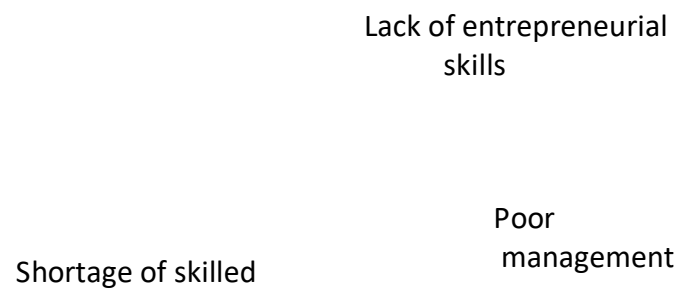 Lack of entrepreneurial
skills
Poor
management
Shortage of skilled